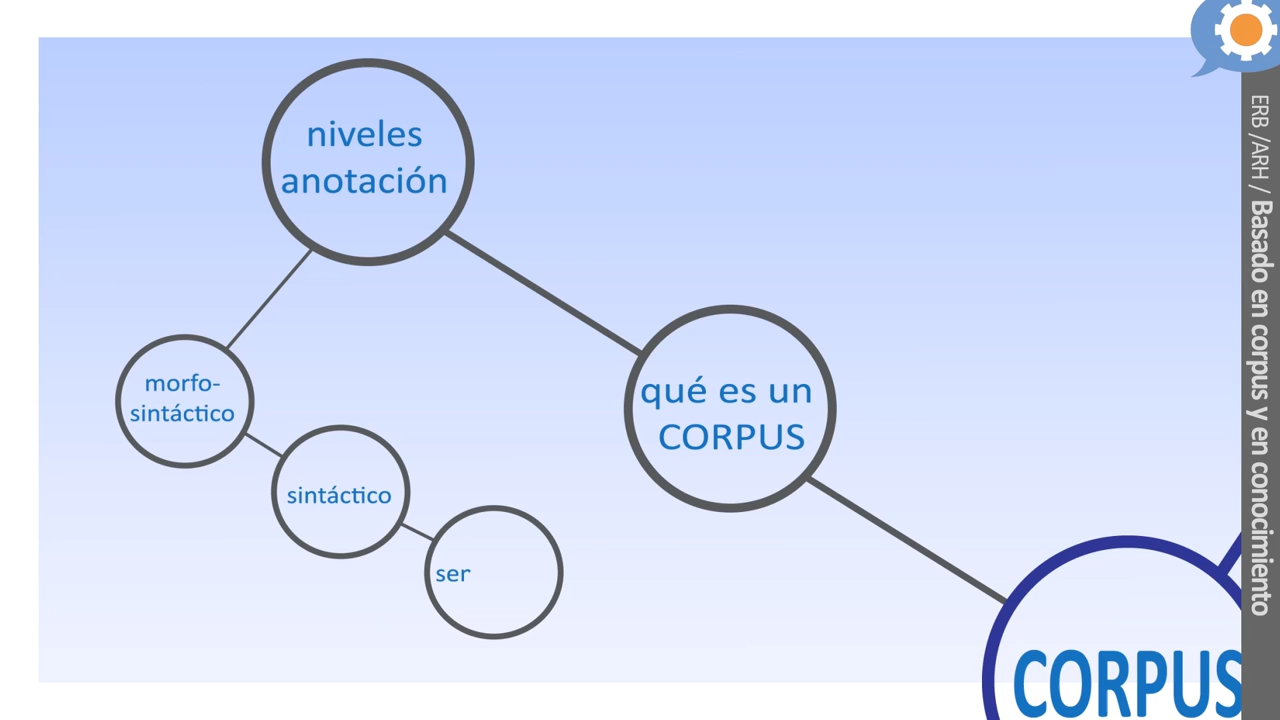 niveles
anotación
morfo-
sintáctico
sintáctico
ser
qué es un
CORPUS
CORPUS
ERB /ARH / Basado en corpus y en conocimiento